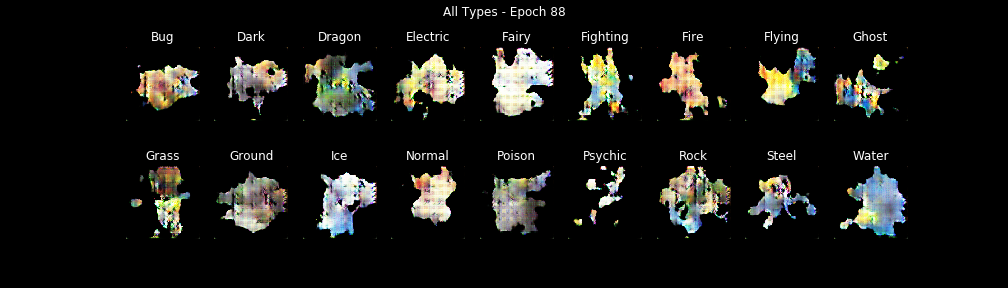 All Types - Epoch 88
Bug Dark Dragon Electric Fairy Fighting Fire Flying Ghost
Grass Ground Ice Normal Poison Psychic Rock Steel Water